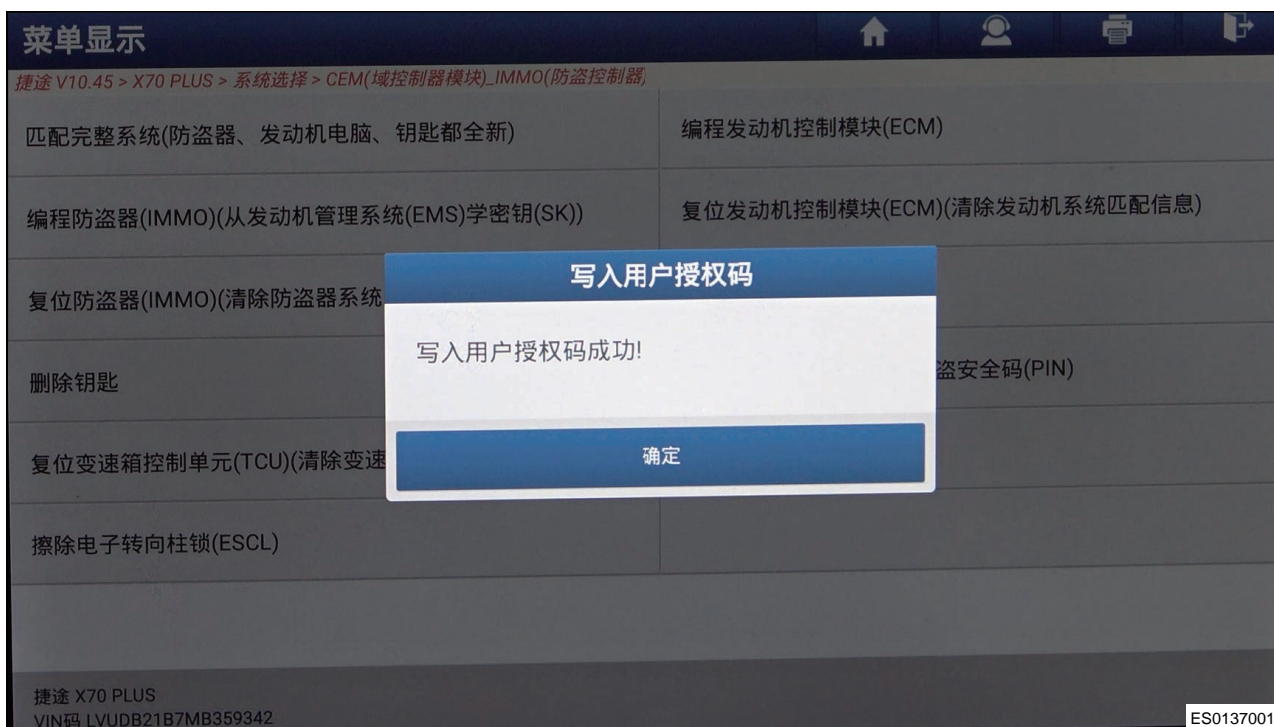 菜单显示
捷途 V10.45 > X70 PLUS > 系统选择 > CEM(域控制器模块)_IMMO(防盗控制器)
匹配完整系统(防盗器、发动机电脑、钥匙都全新)
编程发动机控制模块(ECM)
编程防盗器(IMMO)(从发动机管理系统(EMS)学密钥(SK))
复位发动机控制模块(ECM)(清除发动机系统匹配信息)
写入用户授权码
复位防盗器(IMMO)(清除防盗器系统
写入用户授权码成功!
删除钥匙
盗安全码(PIN)
复位变速箱控制单元(TCU)(清除变速
确定
擦除电子转向柱锁(ESCL)
捷途 X70 PLUS
VIN码 LVUDB21B7MB359342
ES0137001